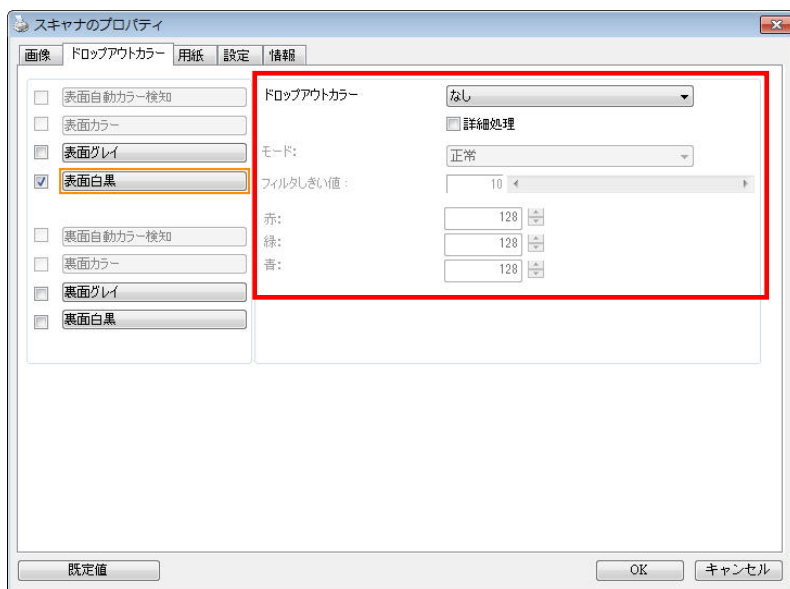 スキャナのプロパティ
画像 ドロップアウトカラー 用紙 設定 情報
表面自動カラー検知
表面カラー
表面グレイ
表面白黒
裏面自動カラー検知
裏面カラー
裏面グレイ
裏面白黒
ドロップアウトカラー なし
詳細処理
モード: 正常
フィルタしきい値: 10
赤: 128
緑: 128
青: 128
既定値 OK キャンセル